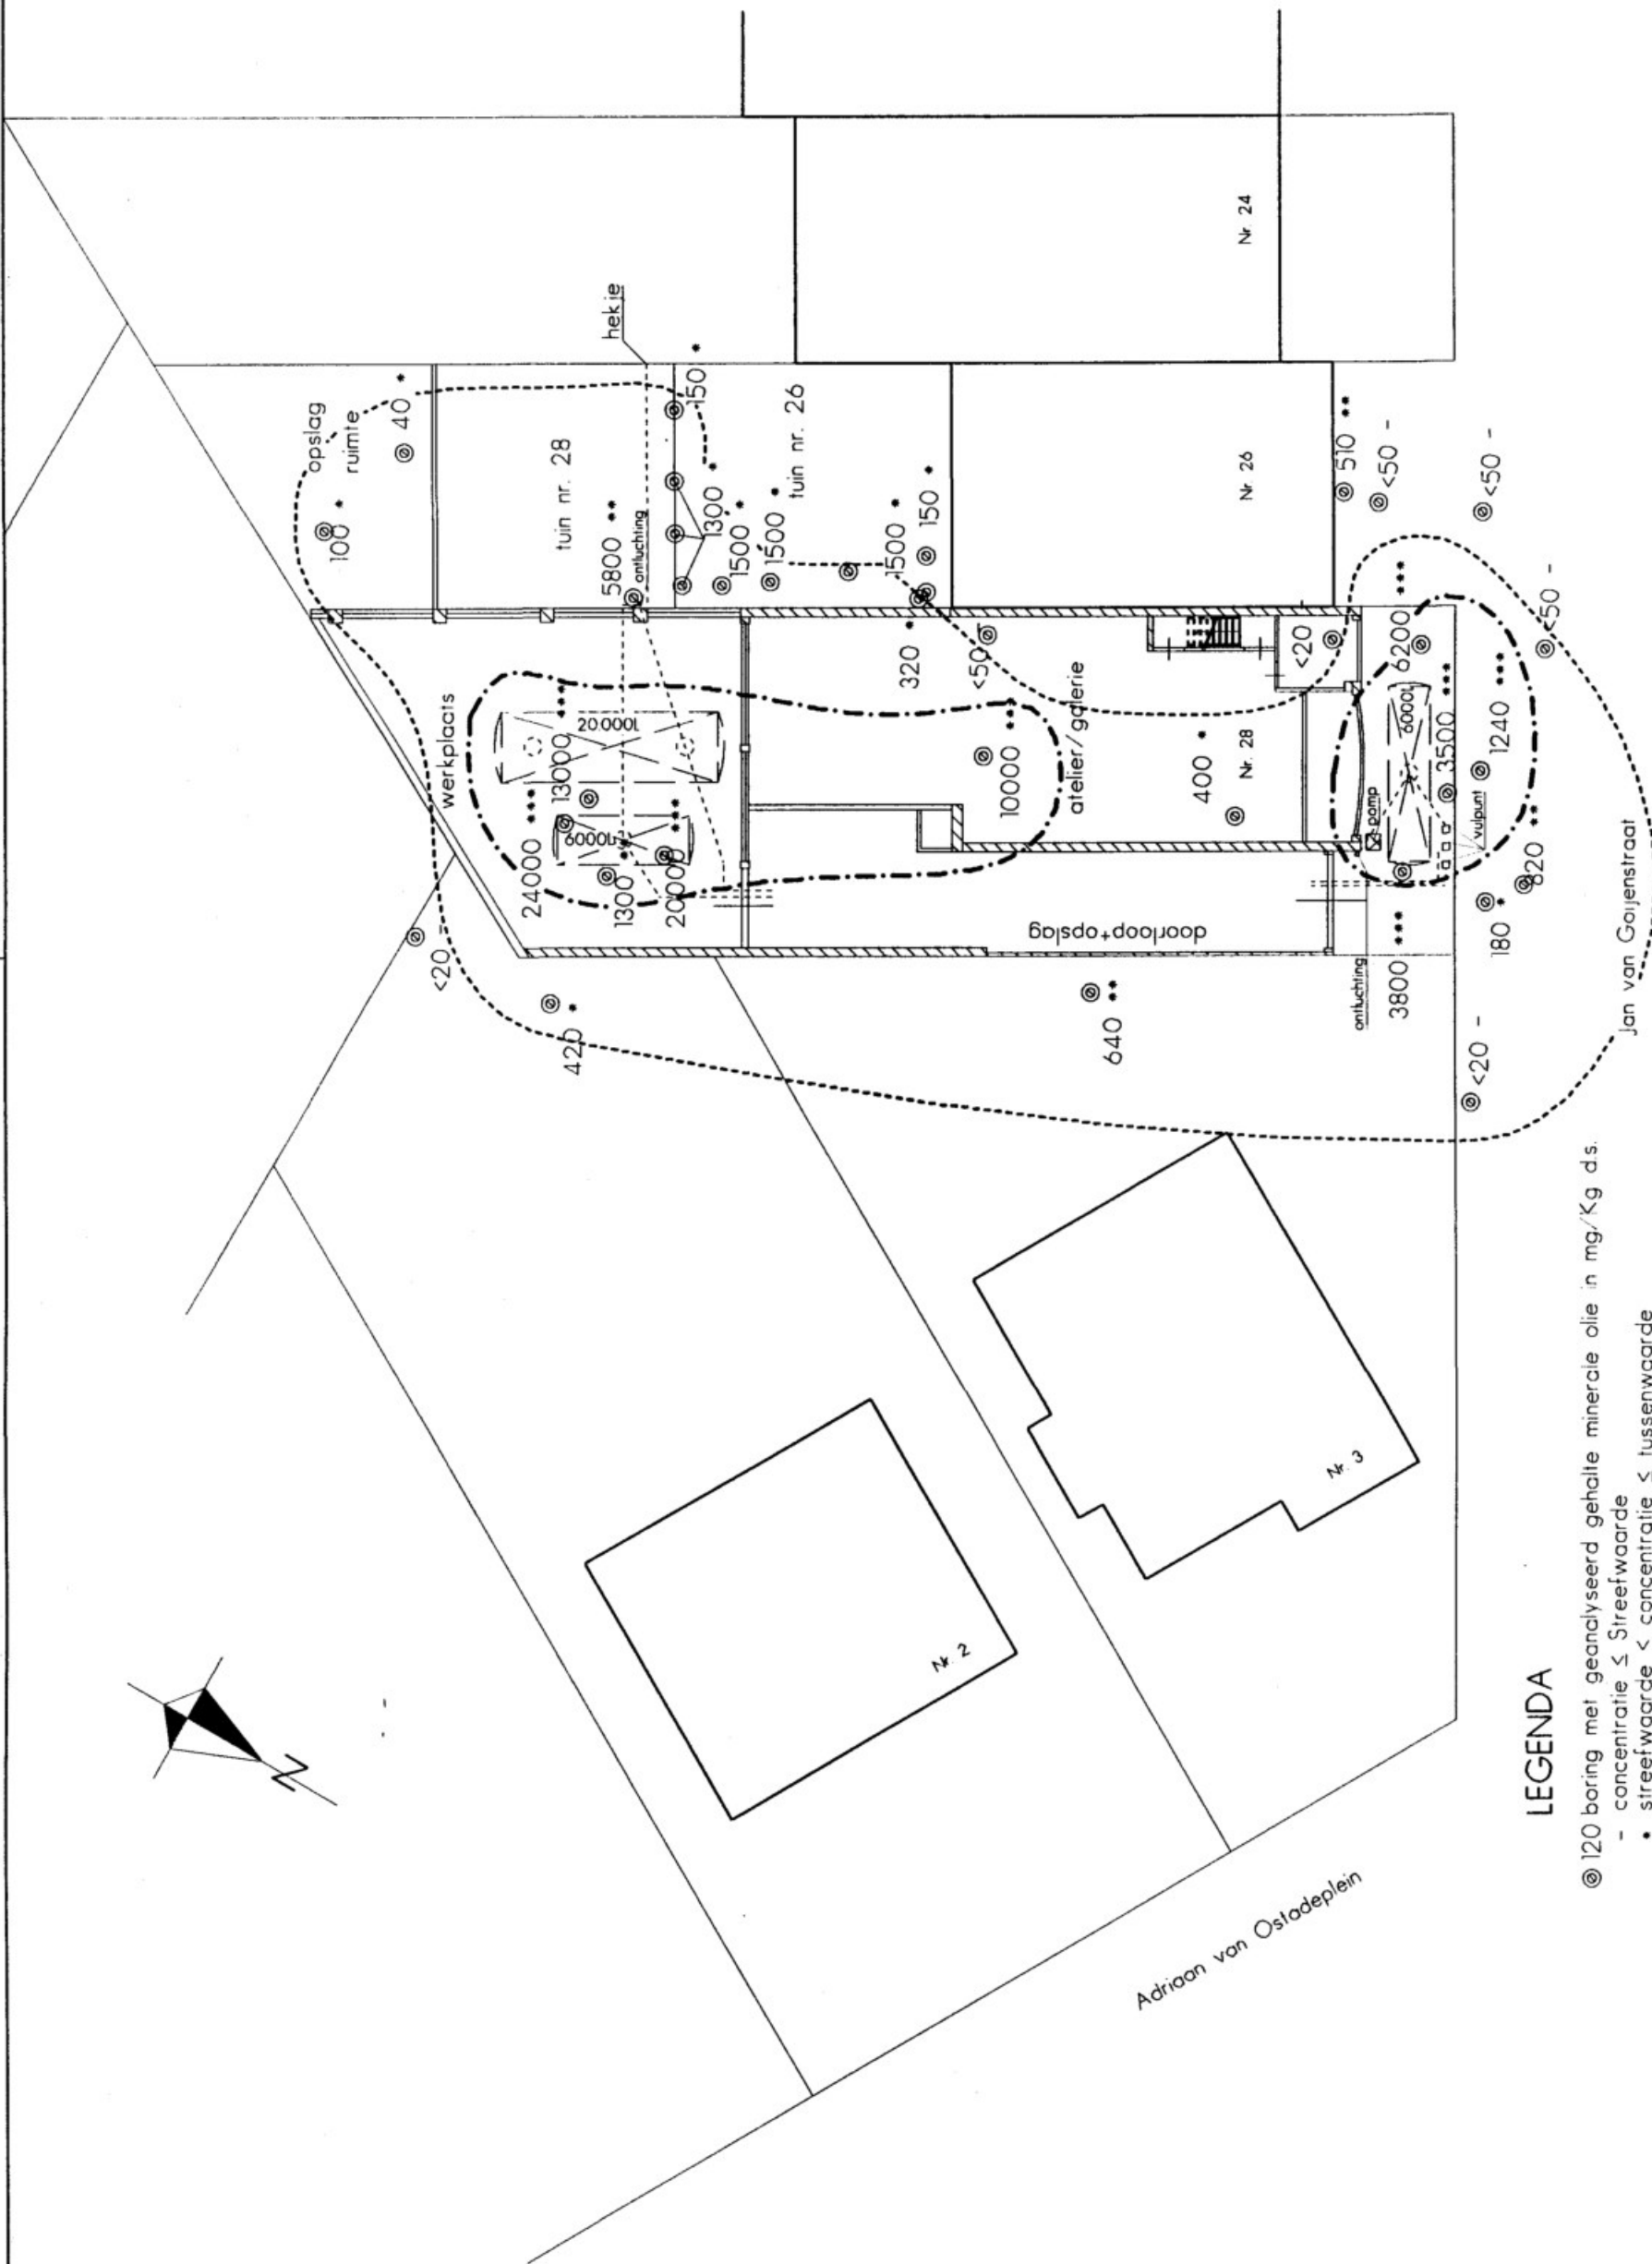 opslag
ruimte
40 *
100 *
tuin nr. 28
hekje
5800 **
ontluchting
150 *
1300 *
1500 *
1500 *
tuin nr. 26
1500 *
150 *
Nr. 24
Nr. 26
510 **
<50 -
<50 -
<50 -
werkplaats
20.000L
13000 ***
24000 ***
6000L
1300 **
20000 ***
<20 -
420 *
320 *
<50 -
10000 ***
atelier/galerie
400 *
Nr. 28
<20 -
doorloop+opslag
640 **
pomp
6200 ***
6000L
3500 ***
1240 ***
vulpunt
820 **
180 *
3800 ***
ontluchting
<20 -
Jan van Goijenstraat
Nr. 2
Nr. 3
N
Adriaan van Ostadeplein
LEGENDA
120 boring met geanalyseerd gehalte minerale olie in mg/Kg d.s.
- concentratie ≤ Streefwaarde
* streefwaarde < concentratie ≤ tussenwaarde